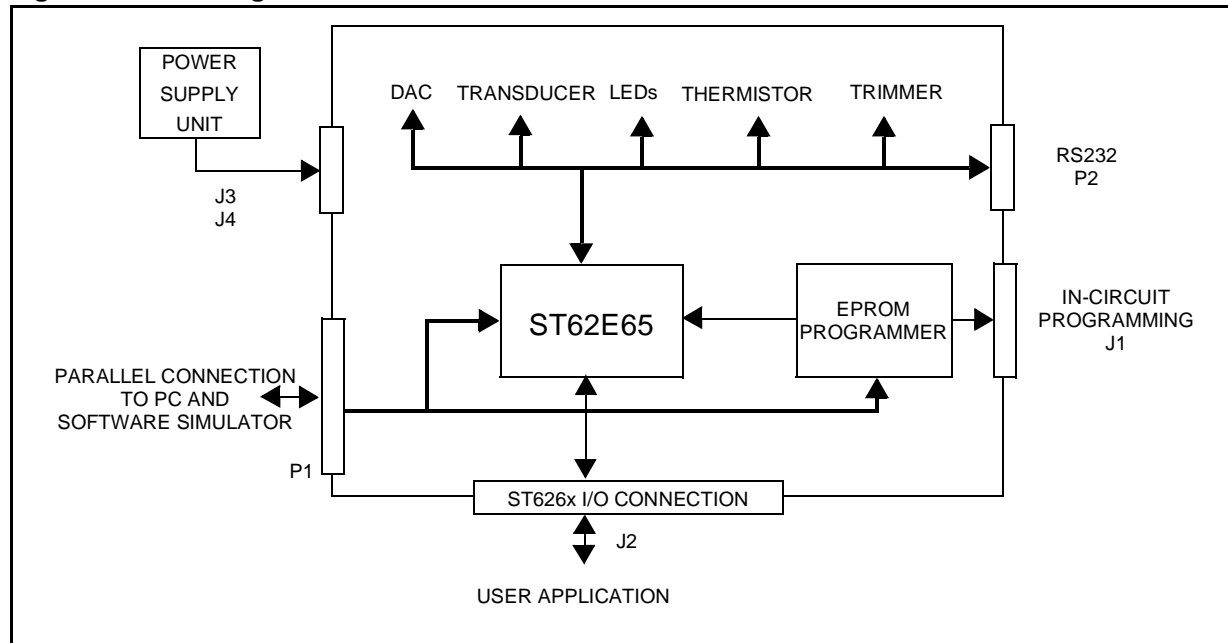 POWER
SUPPLY
UNIT
DAC TRANSDUCER LEDs THERMISTOR TRIMMER
RS232
P2
J3
J4
ST62E65
EPROM
PROGRAMMER
IN-CIRCUIT
PROGRAMMING
J1
PARALLEL CONNECTION
TO PC AND
SOFTWARE SIMULATOR
P1
ST626x I/O CONNECTION
J2
USER APPLICATION